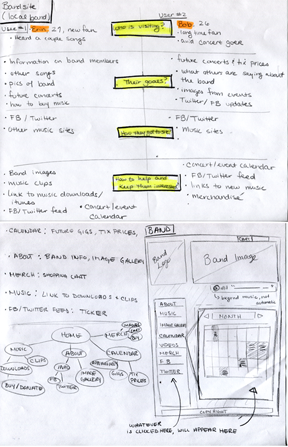 Band site
(local band)
User #1
User #2
Who is visiting?
27, new fan
Heard a couple songs
Bob, 26
long time fan
avid concert goer
Their goals?
Information on band members
other songs
pics of band
future concerts
how to buy music
future concerts & tix prices
what others are saying about
the band
images from events
Twitter/FB updates
How they got to site
FB/Twitter
Other music sites
FB/Twitter
Music sites
How to help and
keep them interested
Band images
music clips
link to music downloads/
itunes
FB/Twitter feed
concert/event
calendar
concert/event calendar
FB/Twitter feed
links to new music
merchandise
CALENDAR: FUTURE GIGS, TIX PRICES,
ABOUT: BAND INFO, IMAGE GALLERY
MERCH: SHOPPING CART
MUSIC: LINK TO DOWNLOADS & CLIPS
FB/TWITTER FEEDS: TICKER
HOME
MERCH
MUSIC
CLIPS
DOWNLOADS
BUY/DONATE
ABOUT
INFO
FB
TWITTER
IMAGE
GALLERY
CALENDAR
GIGS
TIX
PRICES
BAND
Band
Logo
Band Image
ABOUT
MUSIC
IMAGE GALLERY
CALENDAR
VIDEOS
MERCH
FB
TWITTER
MONTH
COPYRIGHT
WHATEVER
IS CLICKED HERE, WILL APPEAR HERE